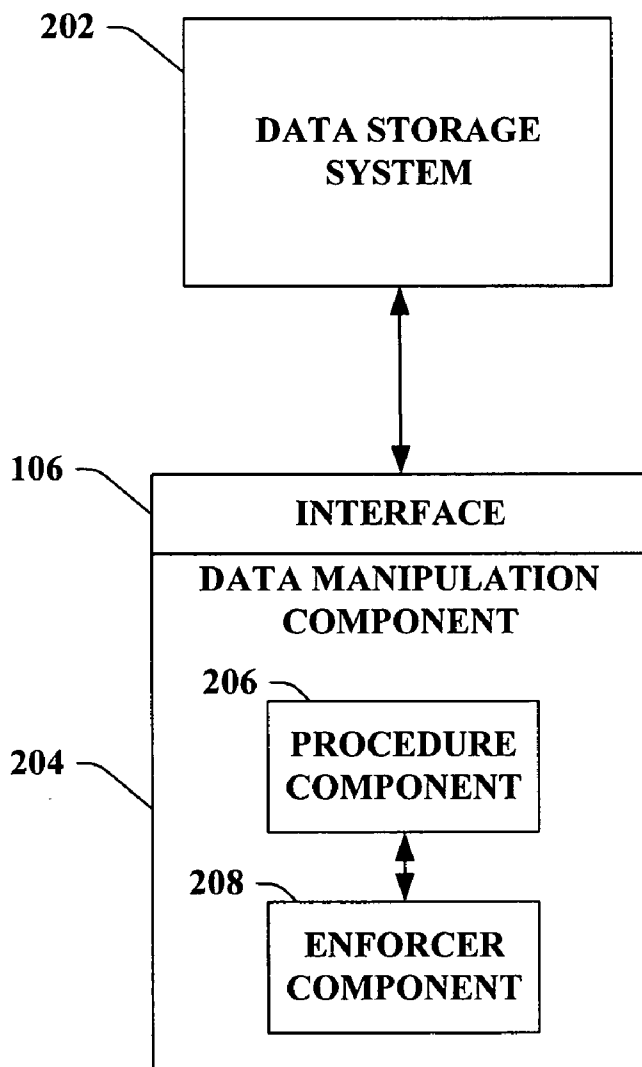 202
DATA STORAGE
SYSTEM
106
INTERFACE
DATA MANIPULATION
COMPONENT
206
PROCEDURE
COMPONENT
204
208
ENFORCER
COMPONENT